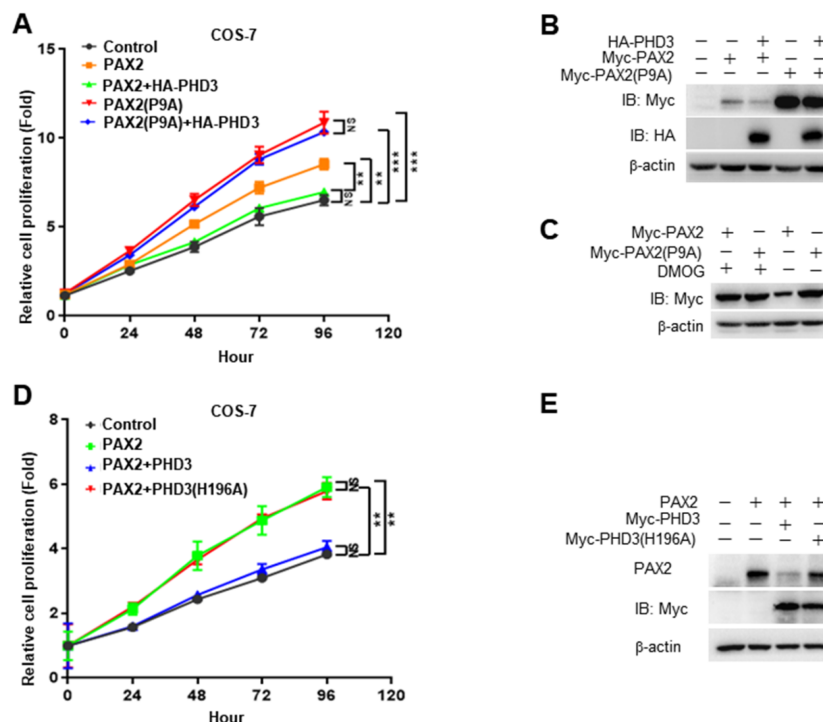 A
COS-7
Control
PAX2
PAX2+HA-PHD3
PAX2(P9A)
PAX2(P9A)+HA-PHD3
Relative cell proliferation (Fold)
15
10
5
0
0 24 48 72 96 120
Hour
NS
**
NS
**
***
***
B
HA-PHD3 – – + – +
Myc-PAX2 – + + – –
Myc-PAX2(P9A) – – – + +
IB: Myc
IB: HA
β-actin
C
Myc-PAX2 + – + –
Myc-PAX2(P9A) – + – +
DMOG + + – –
IB: Myc
β-actin
D
COS-7
Control
PAX2
PAX2+PHD3
PAX2+PHD3(H196A)
Relative cell proliferation (Fold)
8
6
4
2
0
0 24 48 72 96 120
Hour
NS
NS
**
**
E
PAX2 – + + +
Myc-PHD3 – – + –
Myc-PHD3(H196A) – – – +
PAX2
IB: Myc
β-actin